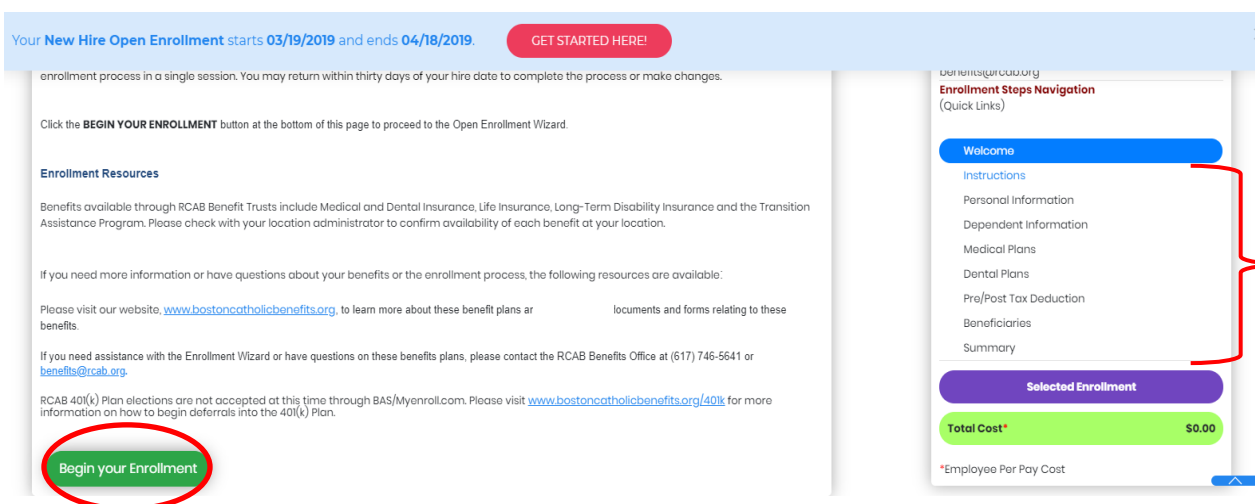 Your New Hire Open Enrollment starts 03/19/2019 and ends 04/18/2019.
GET STARTED HERE!
enrollment process in a single session. You may return within thirty days of your hire date to complete the process or make changes.
Click the BEGIN YOUR ENROLLMENT button at the bottom of this page to proceed to the Open Enrollment Wizard.
Enrollment Resources
Benefits available through RCAB Benefit Trusts include Medical and Dental Insurance, Life Insurance, Long-Term Disability Insurance and the Transition
Assistance Program. Please check with your location administrator to confirm availability of each benefit at your location.
If you need more information or have questions about your benefits or the enrollment process, the following resources are available:
Please visit our website, www.bostoncatholicbenefits.org, to learn more about these benefit plans ar locuments and forms relating to these
benefits.
If you need assistance with the Enrollment Wizard or have questions on these benefits plans, please contact the RCAB Benefits Office at (617) 746-5641 or
benefits@rcab.org.
RCAB 401(k) Plan elections are not accepted at this time through BAS/Myenroll.com. Please visit www.bostoncatholicbenefits.org/401k for more
information on how to begin deferrals into the 401(k) Plan.
Begin your Enrollment
benefits@rcab.org
Enrollment Steps Navigation
(Quick Links)
Welcome
Instructions
Personal Information
Dependent Information
Medical Plans
Dental Plans
Pre/Post Tax Deduction
Beneficiaries
Summary
Selected Enrollment
Total Cost* $0.00
*Employee Per Pay Cost